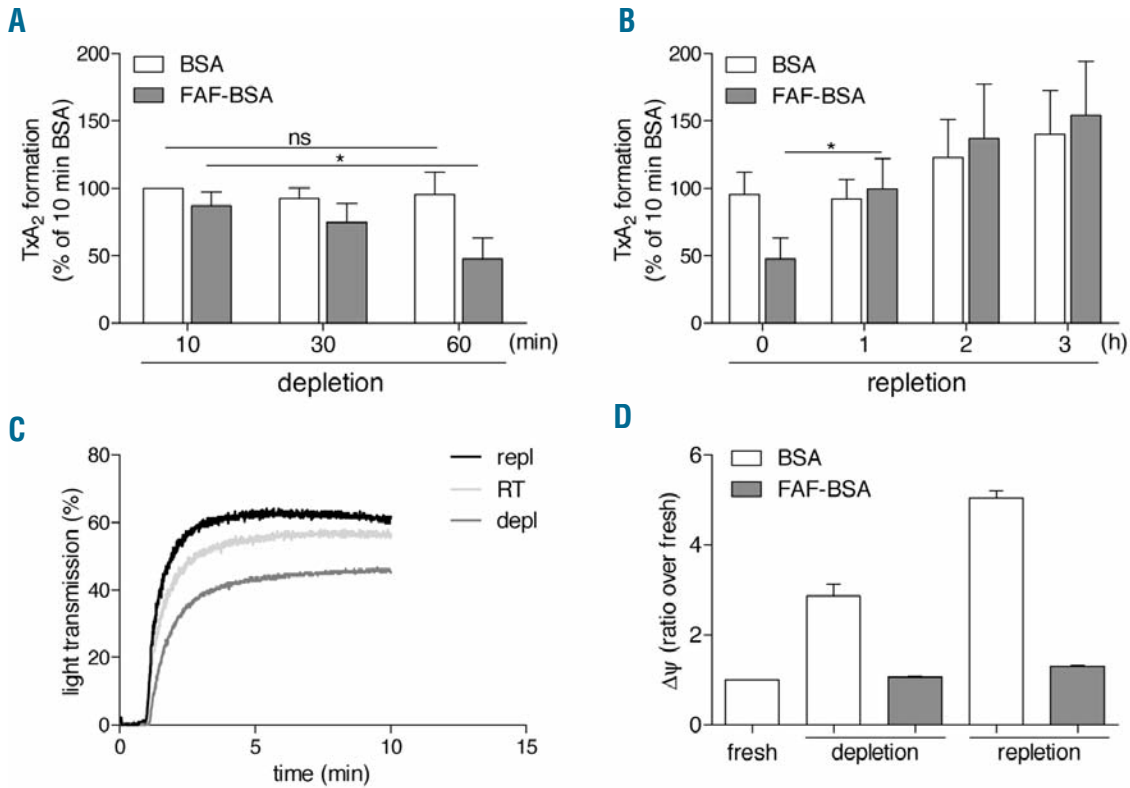 A
TxA2 formation
(% of 10 min BSA)
200
150
100
50
0
BSA
FAF-BSA
ns
*
10 30 60 (min)
depletion
B
TxA2 formation
(% of 10 min BSA)
200
150
100
50
0
BSA
FAF-BSA
*
0 1 2 3 (h)
repletion
C
light transmission (%)
80
60
40
20
0
repl
RT
depl
0 5 10 15
time (min)
D
Δψ (ratio over fresh)
6
4
2
0
BSA
FAF-BSA
fresh depletion repletion